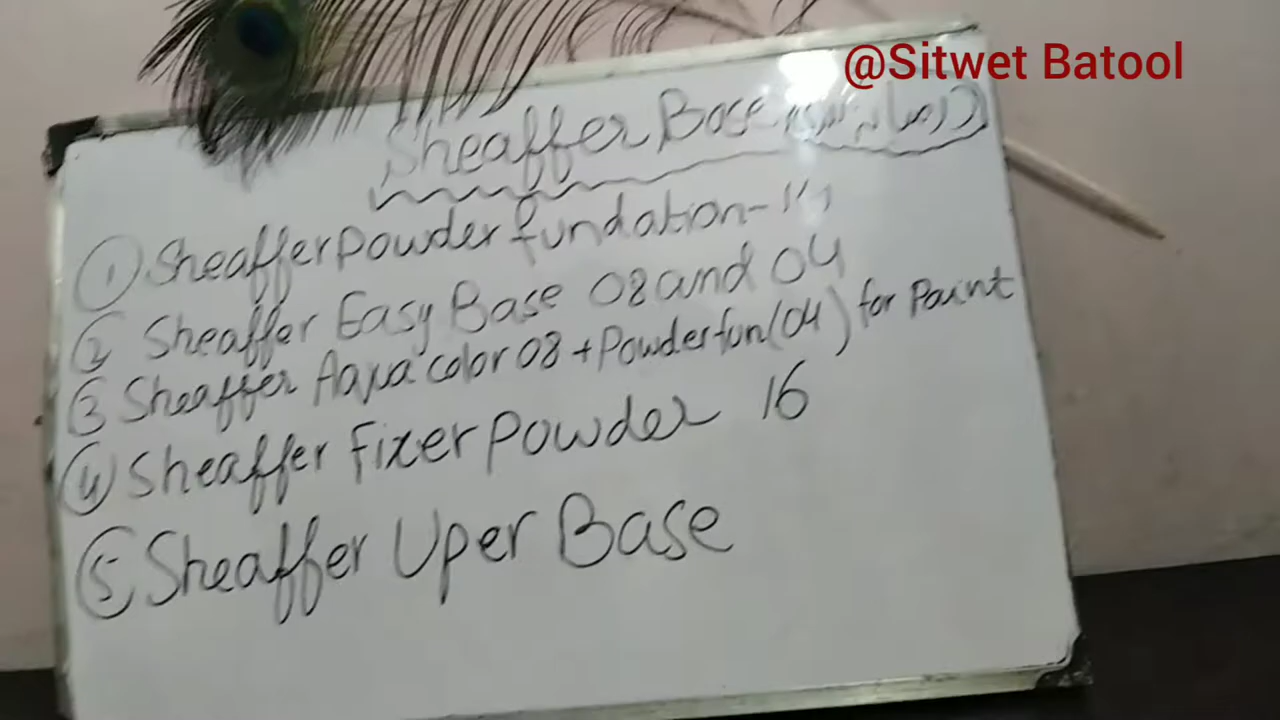 @Sitwet Batool
Sheaffer Base
① Sheaffer powder fundation-
② Sheaffer Easy Base 08 and 04
③ Sheaffer Aqua color 08 + Powder fun(04) for Paint
④ Sheaffer Fixer Powder 16
⑤ Sheaffer Uper Base